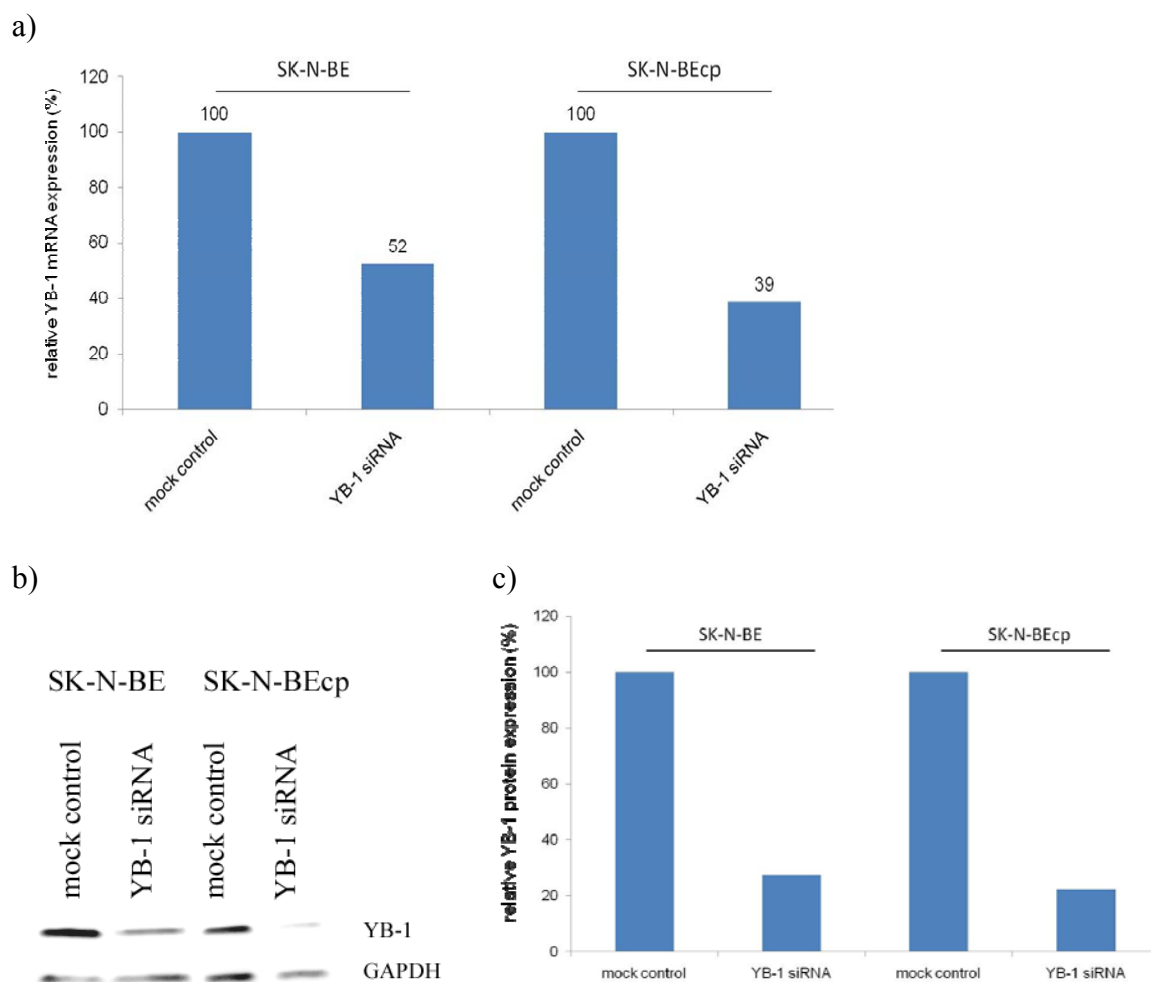 a)
SK-N-BE
SK-N-BEcp
relative YB-1 mRNA expression (%)
120
100
80
60
40
20
0
100
52
100
39
mock control
YB-1 siRNA
mock control
YB-1 siRNA
b)
SK-N-BE SK-N-BEcp
mock control
YB-1 siRNA
mock control
YB-1 siRNA
YB-1
GAPDH
c)
SK-N-BE
SK-N-BEcp
relative YB-1 protein expression (%)
120
100
80
60
40
20
0
mock control
YB-1 siRNA
mock control
YB-1 siRNA